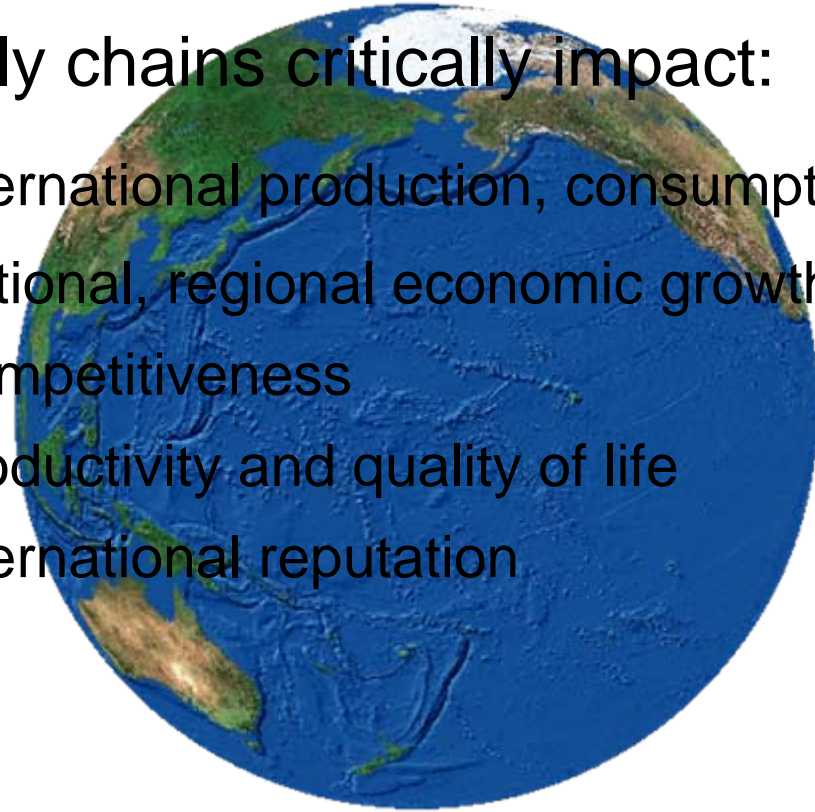 ly chains critically impact:
ernational production, consumpt
tional, regional economic growth
mpetitiveness
oductivity and quality of life
ernational reputation